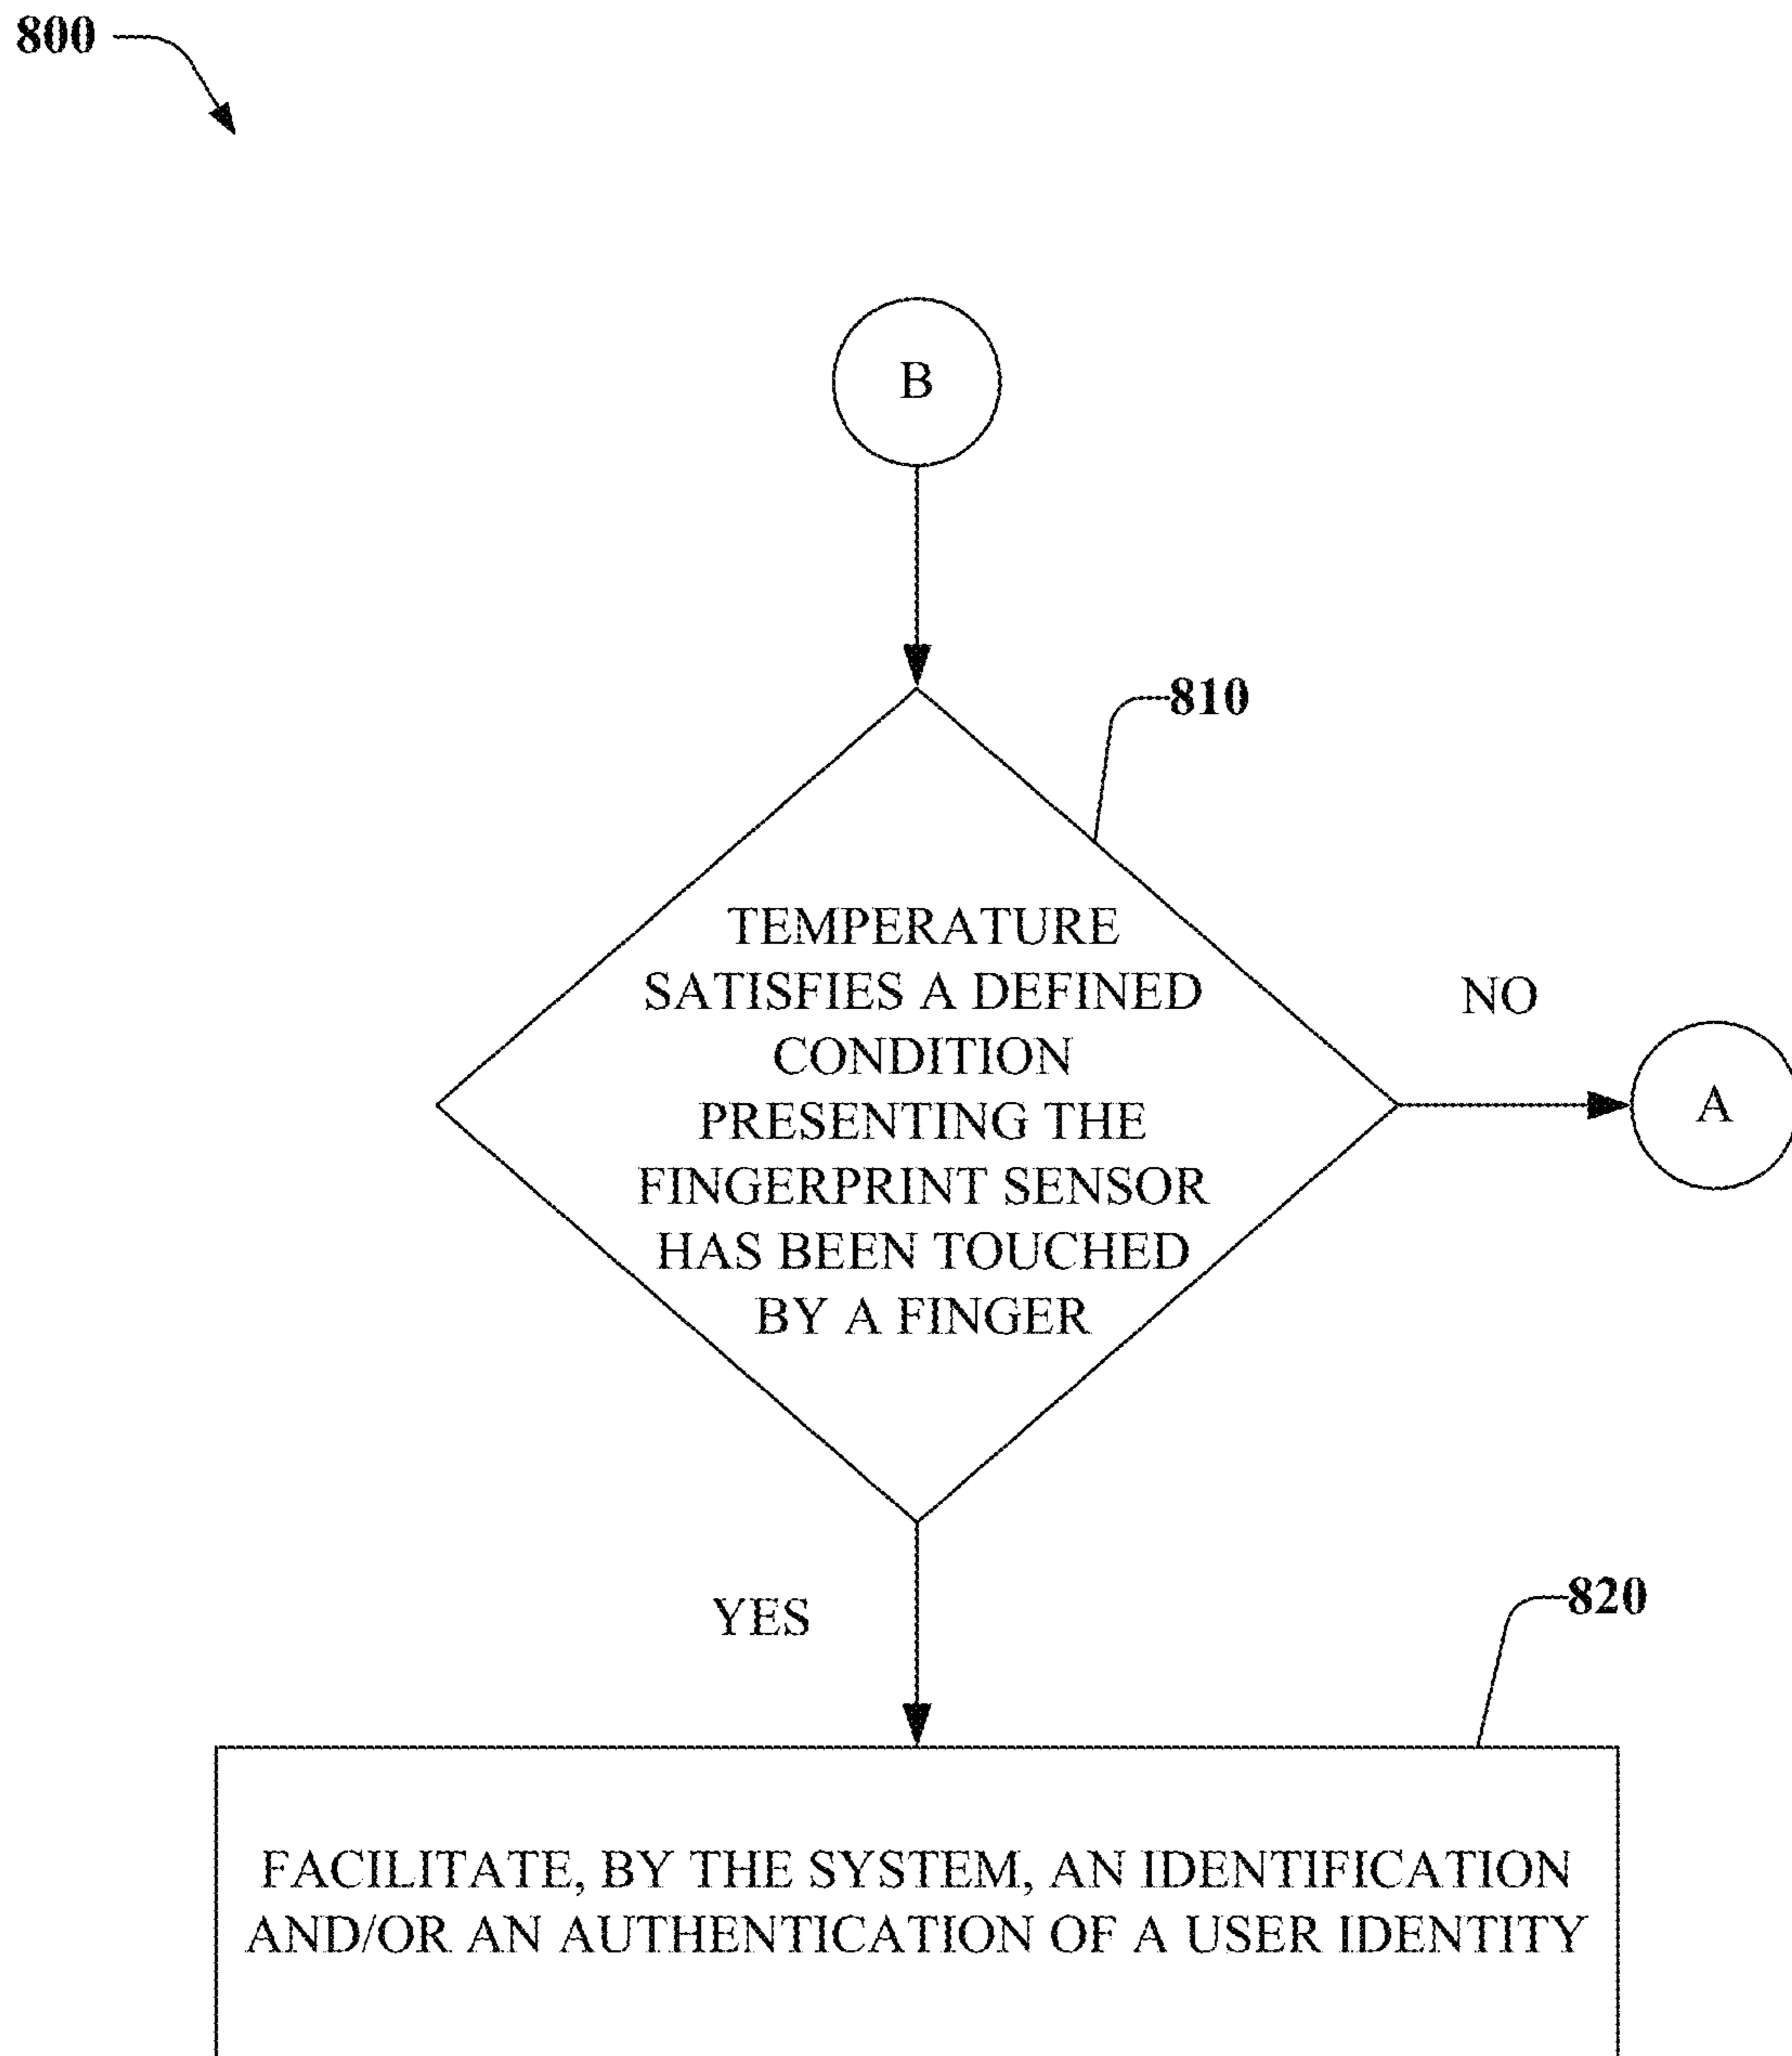 800
B
810
TEMPERATURE
SATISFIES A DEFINED
CONDITION
PRESENTING THE
FINGERPRINT SENSOR
HAS BEEN TOUCHED
BY A FINGER
NO
A
YES
820
FACILITATE, BY THE SYSTEM, AN IDENTIFICATION
AND/OR AN AUTHENTICATION OF A USER IDENTITY